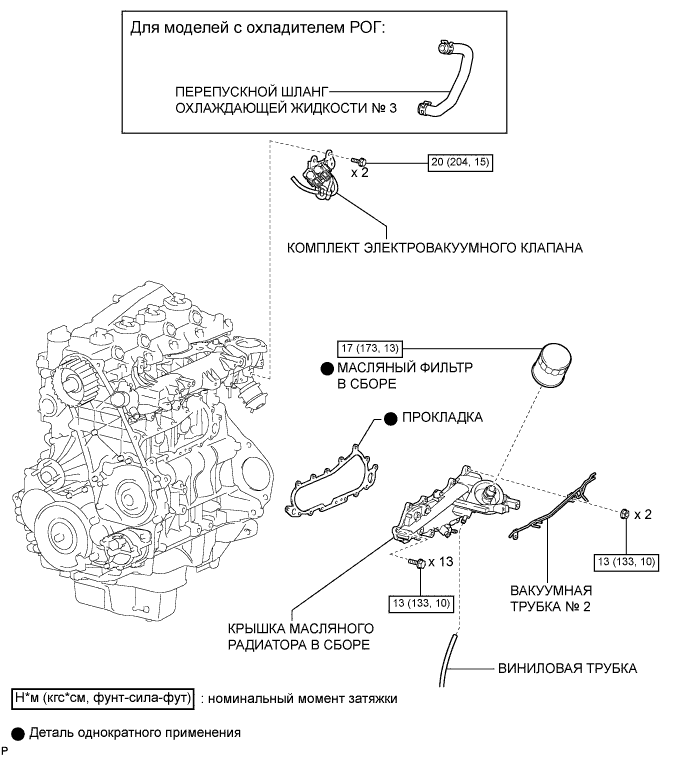 Для моделей с охладителем РОГ:
ПЕРЕПУСКНОЙ ШЛАНГ
ОХЛАЖДАЮЩЕЙ ЖИДКОСТИ № 3
x 2
20 (204, 15)
КОМПЛЕКТ ЭЛЕКТРОВАКУУМНОГО КЛАПАНА
17 (173, 13)
МАСЛЯНЫЙ ФИЛЬТР
В СБОРЕ
ПРОКЛАДКА
x 2
13 (133, 10)
x 13
13 (133, 10)
ВАКУУМНАЯ
ТРУБКА № 2
КРЫШКА МАСЛЯНОГО
РАДИАТОРА В СБОРЕ
ВИНИЛОВАЯ ТРУБКА
Н*м (кгс*см, фунт-сила-фут) : номинальный момент затяжки
Деталь однократного применения
P